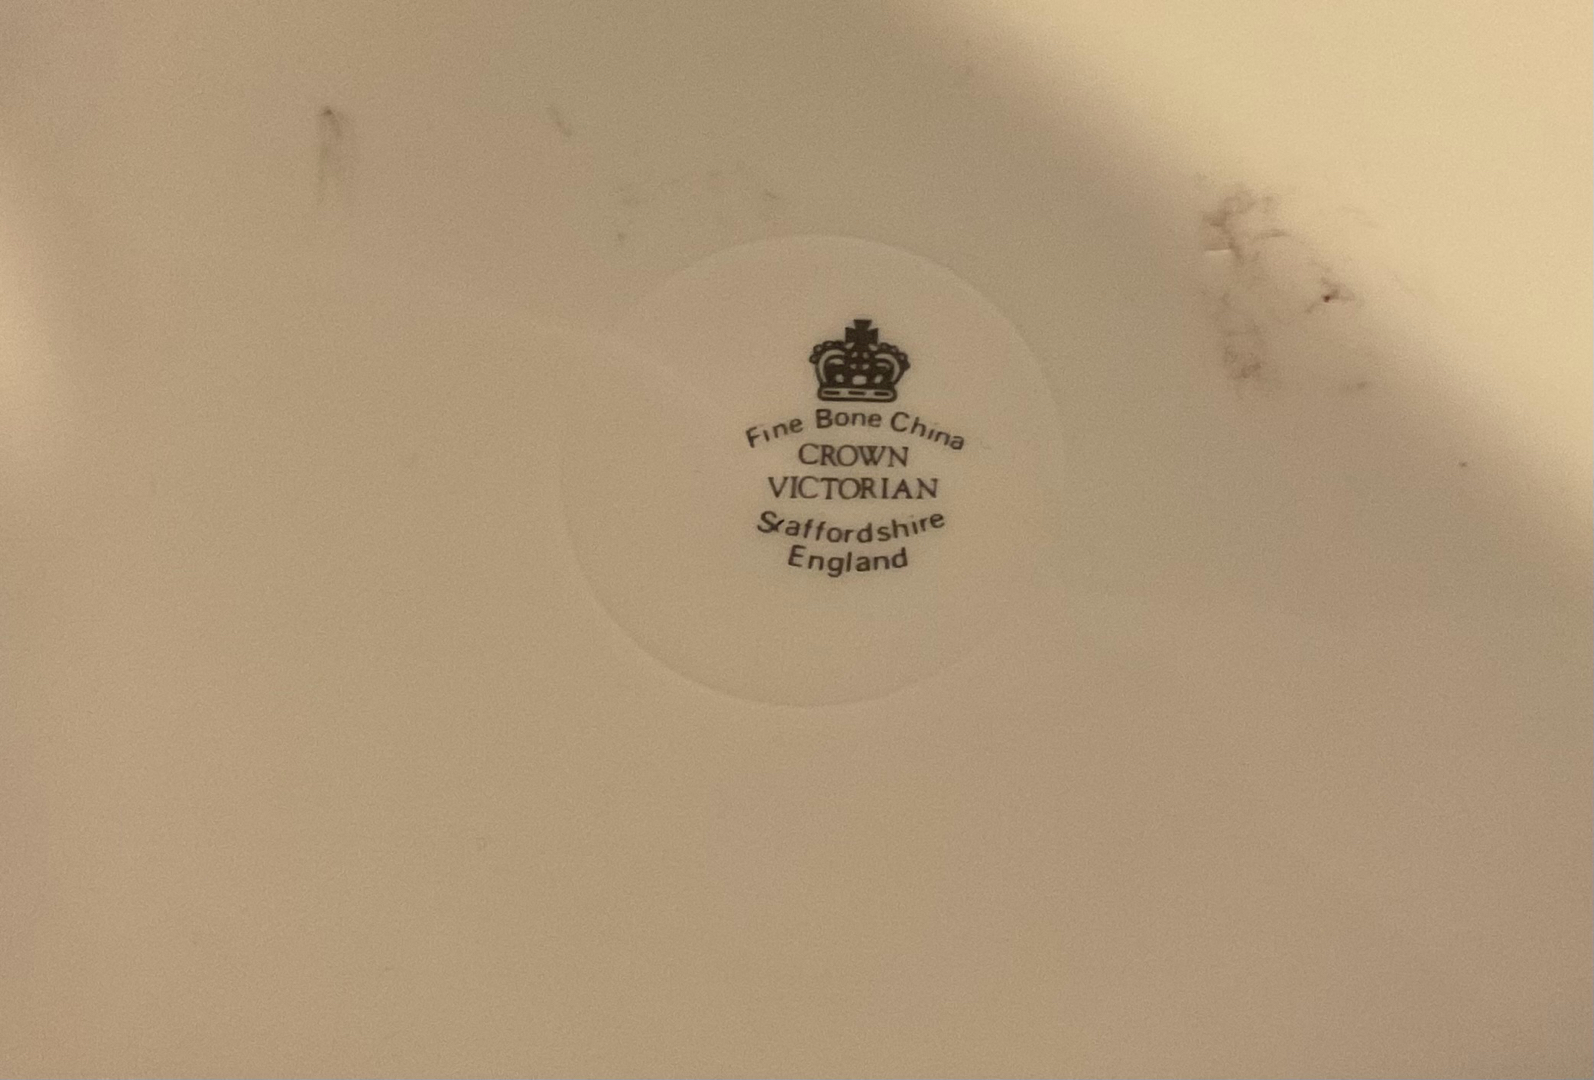 Fine Bone China
CROWN
VICTORIAN
Staffordshire
England